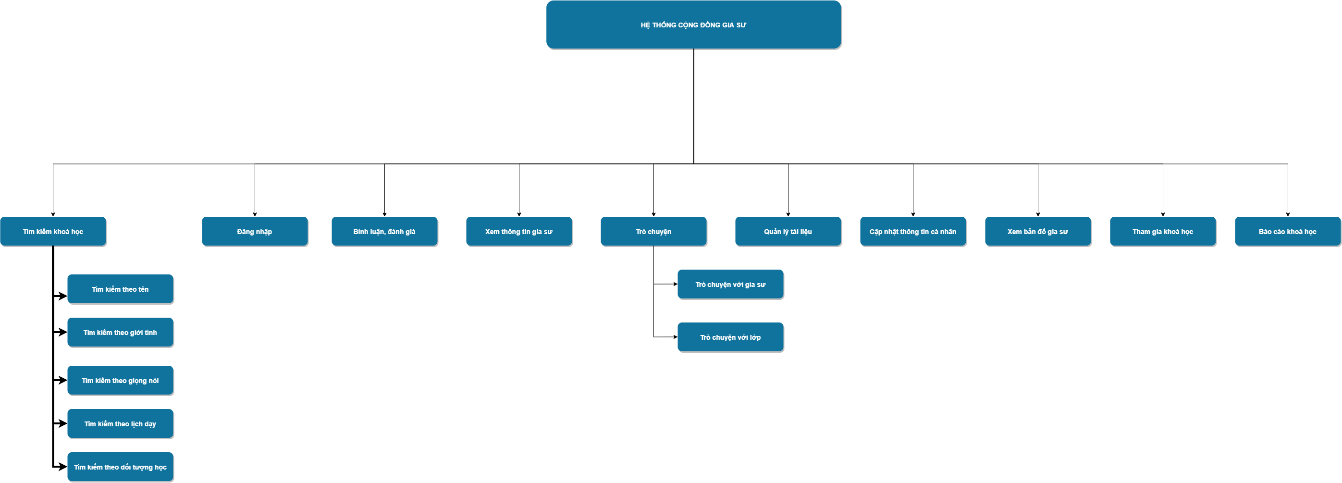 HỆ THỐNG CỘNG ĐỒNG GIA SƯ
Tìm kiếm khoá học
Đăng nhập
Bình luận, đánh giá
Xem thông tin gia sư
Trò chuyện
Quản lý tài liệu
Cập nhật thông tin cá nhân
Xem bản đồ gia sư
Tham gia khoá học
Báo cáo khoá học
Tìm kiếm theo tên
Tìm kiếm theo giới tính
Tìm kiếm theo giọng nói
Tìm kiếm theo lịch dạy
Tìm kiếm theo đối tượng học
Trò chuyện với gia sư
Trò chuyện với lớp